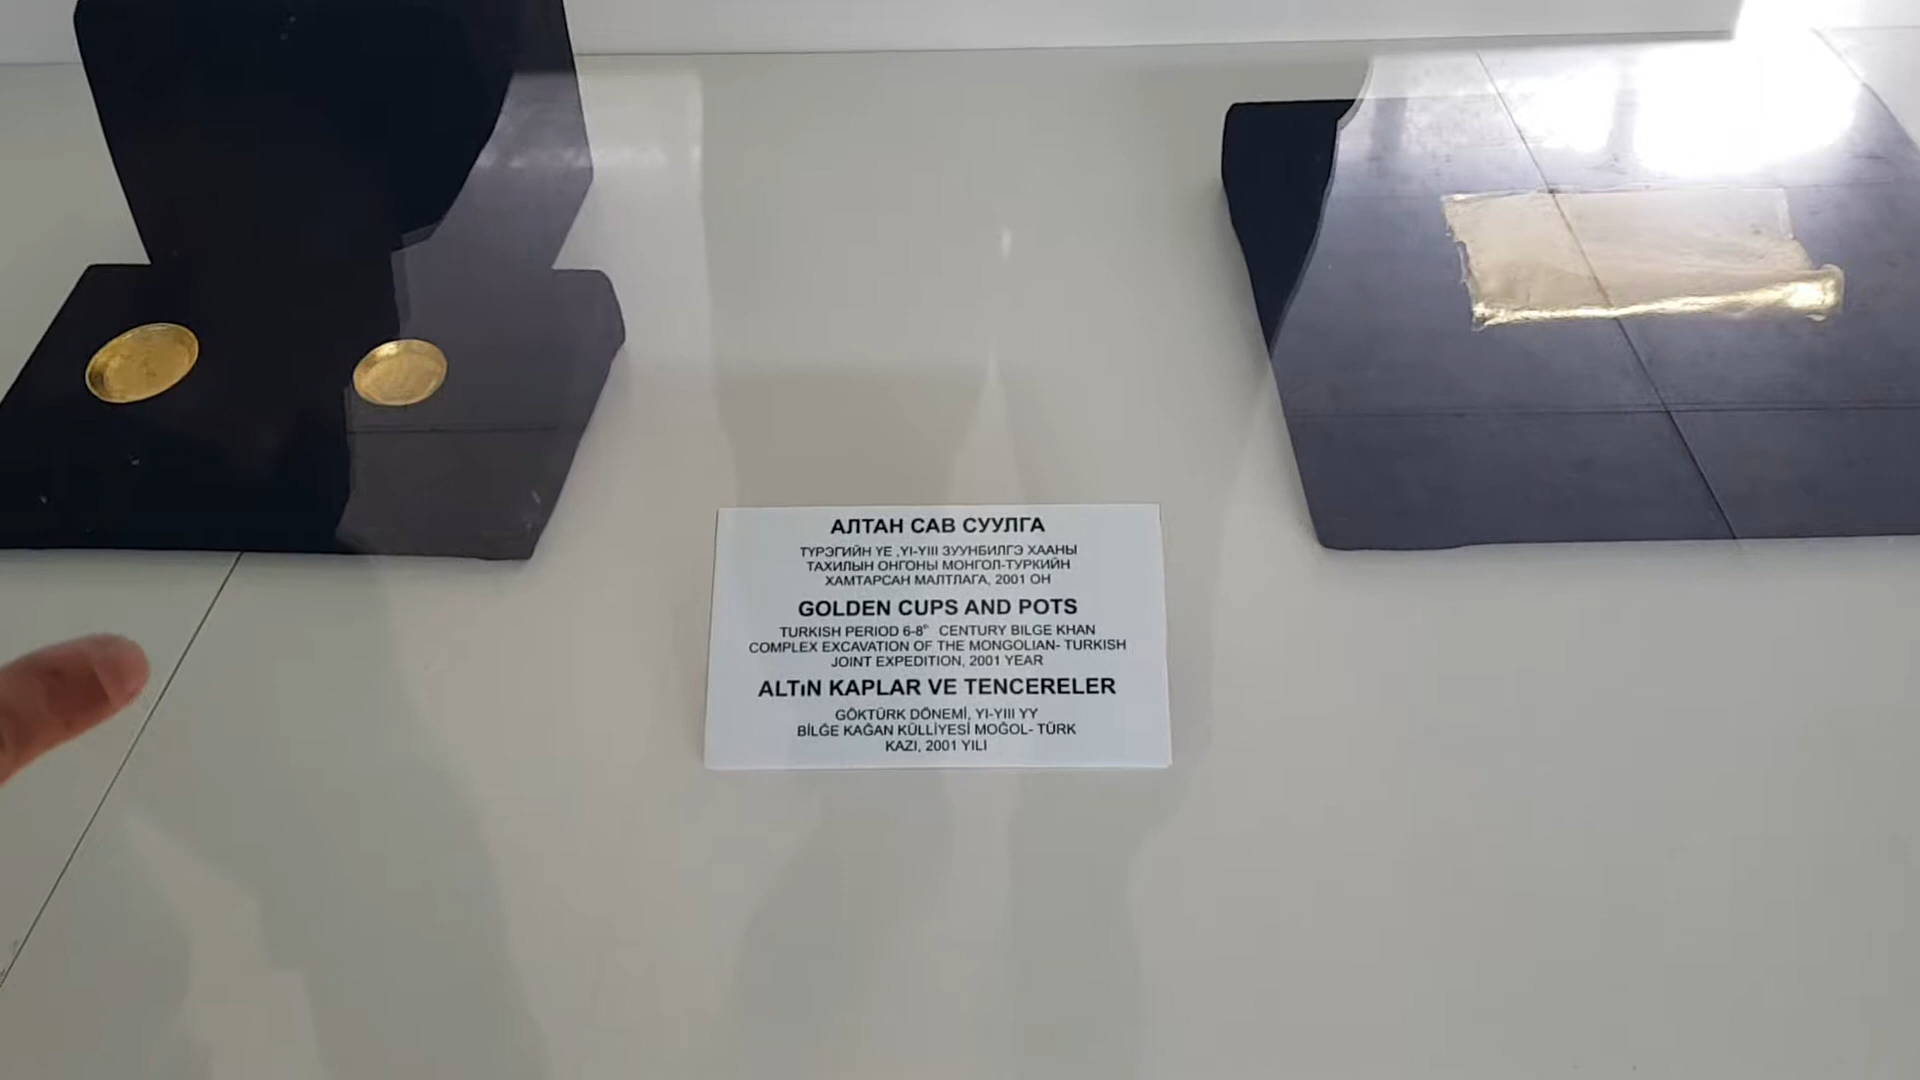 АЛТАН САВ СУУЛГА
ТҮРЭГИЙН ҮЕ ,YI-YIII ЗУУНБИЛГЭ ХААНЫ
ТАХИЛЫН ОНГОНЫ МОНГОЛ-ТУРКИЙН
ХАМТАРСАН МАЛТЛАГА, 2001 ОН
GOLDEN CUPS AND POTS
TURKISH PERIOD 6-8th CENTURY BILGE KHAN
COMPLEX EXCAVATION OF THE MONGOLIAN- TURKISH
JOINT EXPEDITION, 2001 YEAR
ALTıN KAPLAR VE TENCERELER
GÖKTÜRK DÖNEMİ, YI-YIII YY
BİLĞE KAĞAN KÜLLİYESİ MOĞOL- TÜRK
KAZI, 2001 YILI